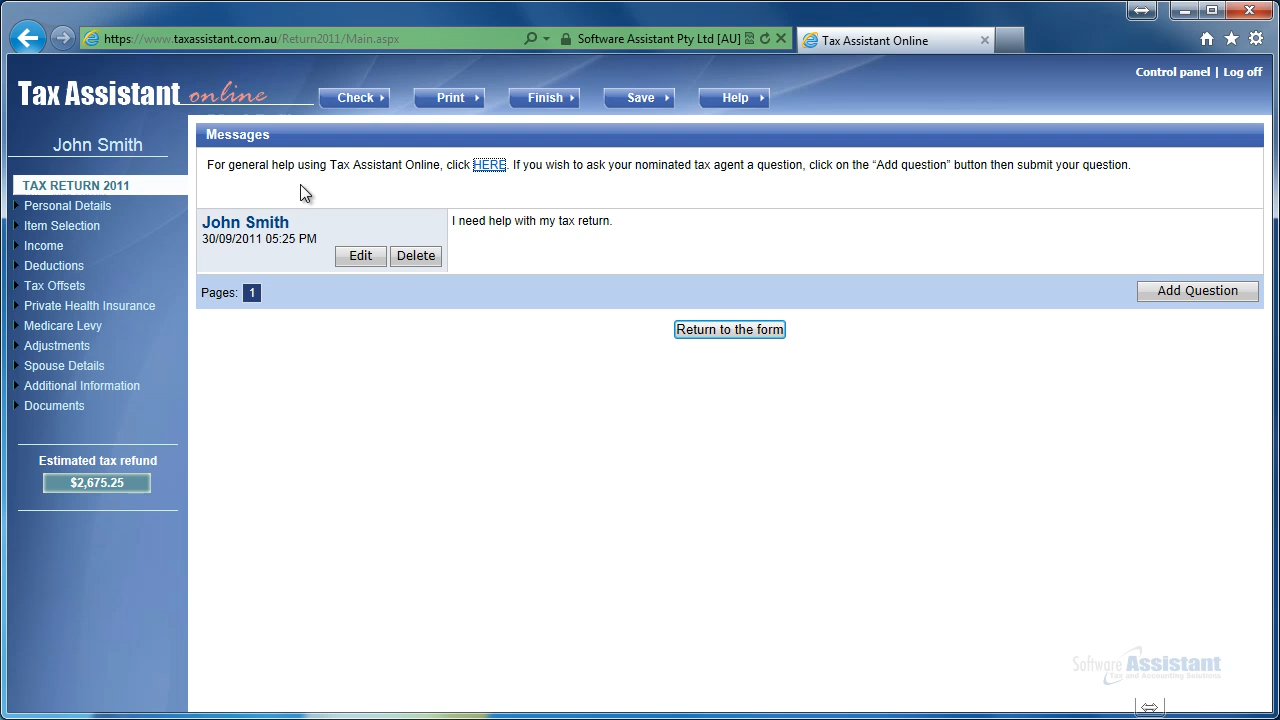 https://www.taxassistant.com.au/Return2011/Main.aspx
Software Assistant Pty Ltd [AU]
Tax Assistant Online
Control panel | Log off
Tax Assistant online
Check
Print
Finish
Save
Help
John Smith
TAX RETURN 2011
Personal Details
Item Selection
Income
Deductions
Tax Offsets
Private Health Insurance
Medicare Levy
Adjustments
Spouse Details
Additional Information
Documents
Estimated tax refund
$2,675.25
Messages
For general help using Tax Assistant Online, click HERE. If you wish to ask your nominated tax agent a question, click on the “Add question” button then submit your question.
John Smith
30/09/2011 05:25 PM
Edit
Delete
I need help with my tax return.
Pages: 1
Add Question
Return to the form
Software Assistant
Tax and Accounting Solutions